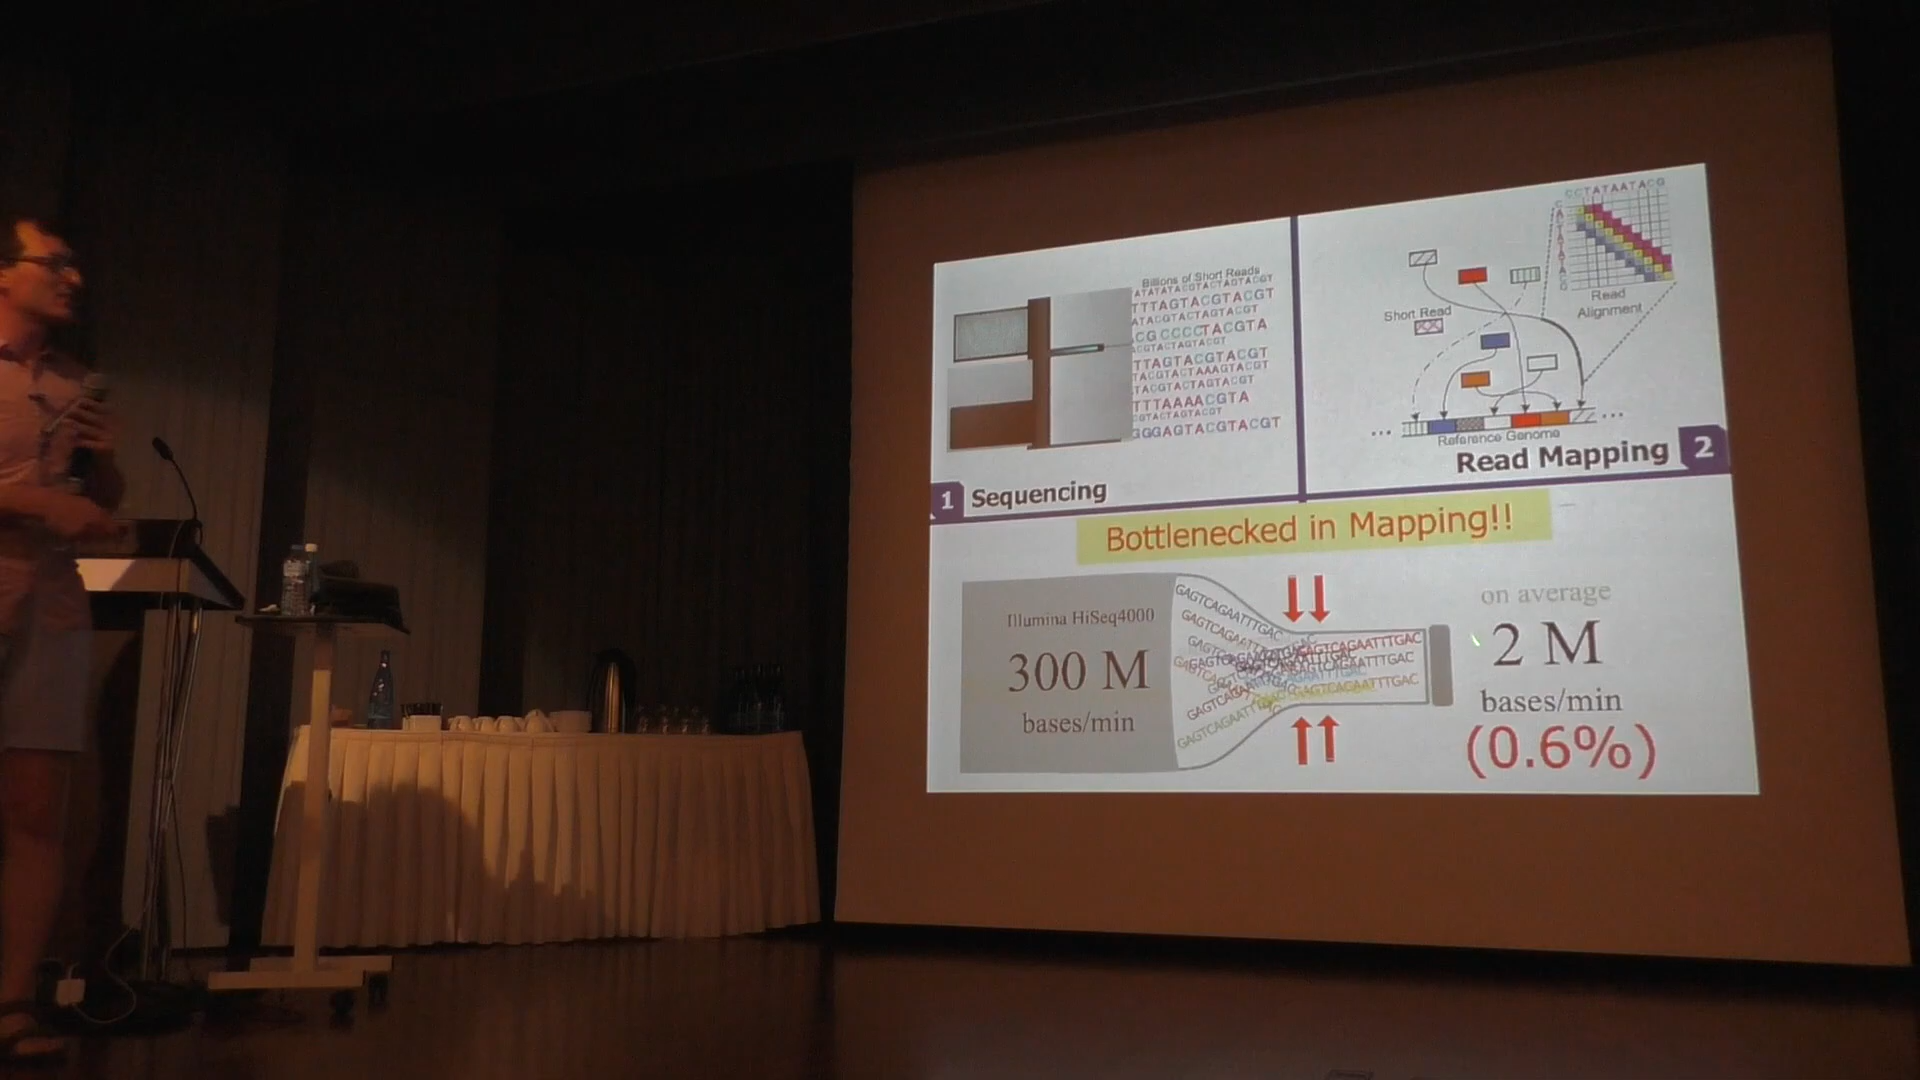 Billions of Short Reads
ATATATACGTACTAGTACGT
TTTAGTACGTACGT
ATACGTACTAGTACGT
CGCCCCTACGTA
ACGTACTAGTACGT
TTAGTACGTACGT
TACGTACTAAAGTACGT
TACGTACTAGTACGT
TTTAAAACGTA
CGTACTAGTACGT
GGGAGTACGTACGT
1 Sequencing
CCTATAATACG
Short Read
Read
Alignment
...
...
Reference Genome
Read Mapping 2
Bottlenecked in Mapping!!
Illumina HiSeq4000
300 M
bases/min
GAGTCAGAATTTGAC
on average
2 M
bases/min
(0.6%)